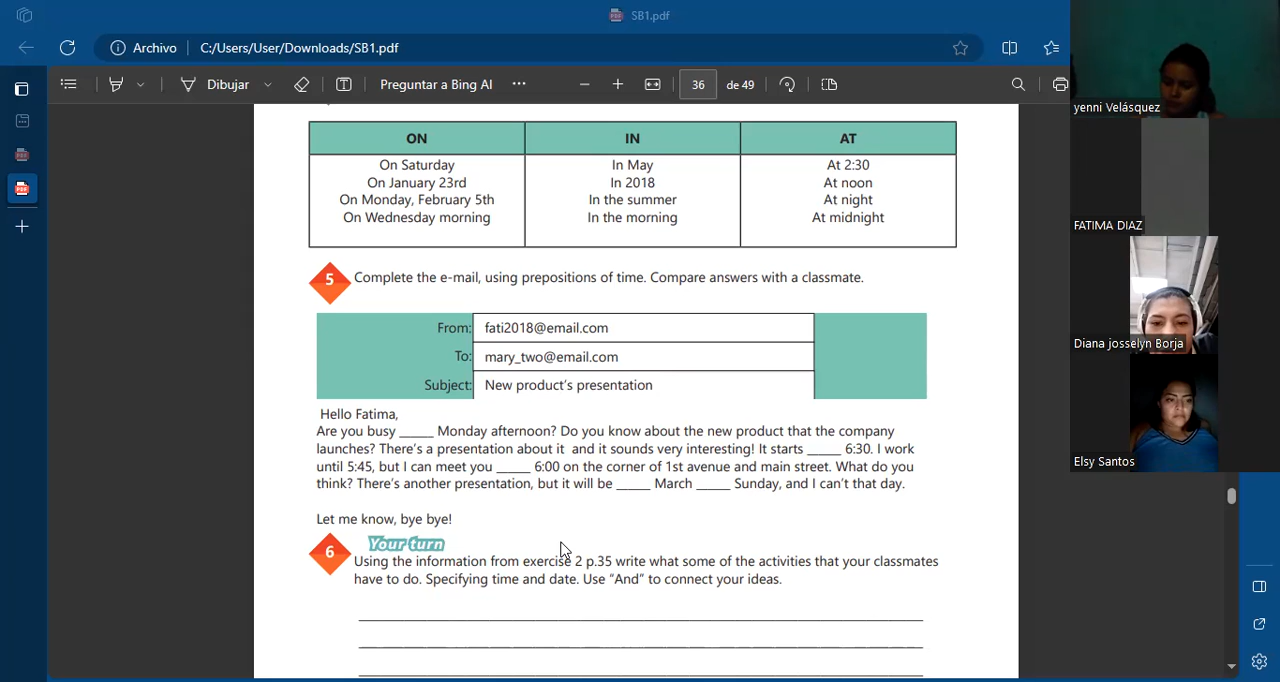 SB1.pdf
Archivo C:/Users/User/Downloads/SB1.pdf
Dibujar Preguntar a Bing AI 36 de 49
ON IN AT
On Saturday In May At 2:30
On January 23rd In 2018 At noon
On Monday, February 5th In the summer At night
On Wednesday morning In the morning At midnight
5 Complete the e-mail, using prepositions of time. Compare answers with a classmate.
From: fati2018@email.com
To: mary_two@email.com
Subject: New product's presentation
Hello Fatima,
Are you busy _____ Monday afternoon? Do you know about the new product that the company
launches? There's a presentation about it and it sounds very interesting! It starts _____ 6:30. I work
until 5:45, but I can meet you _____ 6:00 on the corner of 1st avenue and main street. What do you
think? There's another presentation, but it will be _____ March _____ Sunday, and I can't that day.
Let me know, bye bye!
Your turn
6 Using the information from exercise 2 p.35 write what some of the activities that your classmates
have to do. Specifying time and date. Use "And" to connect your ideas.
yenni Velásquez
FATIMA DIAZ
Diana josselyn Borja
Elsy Santos